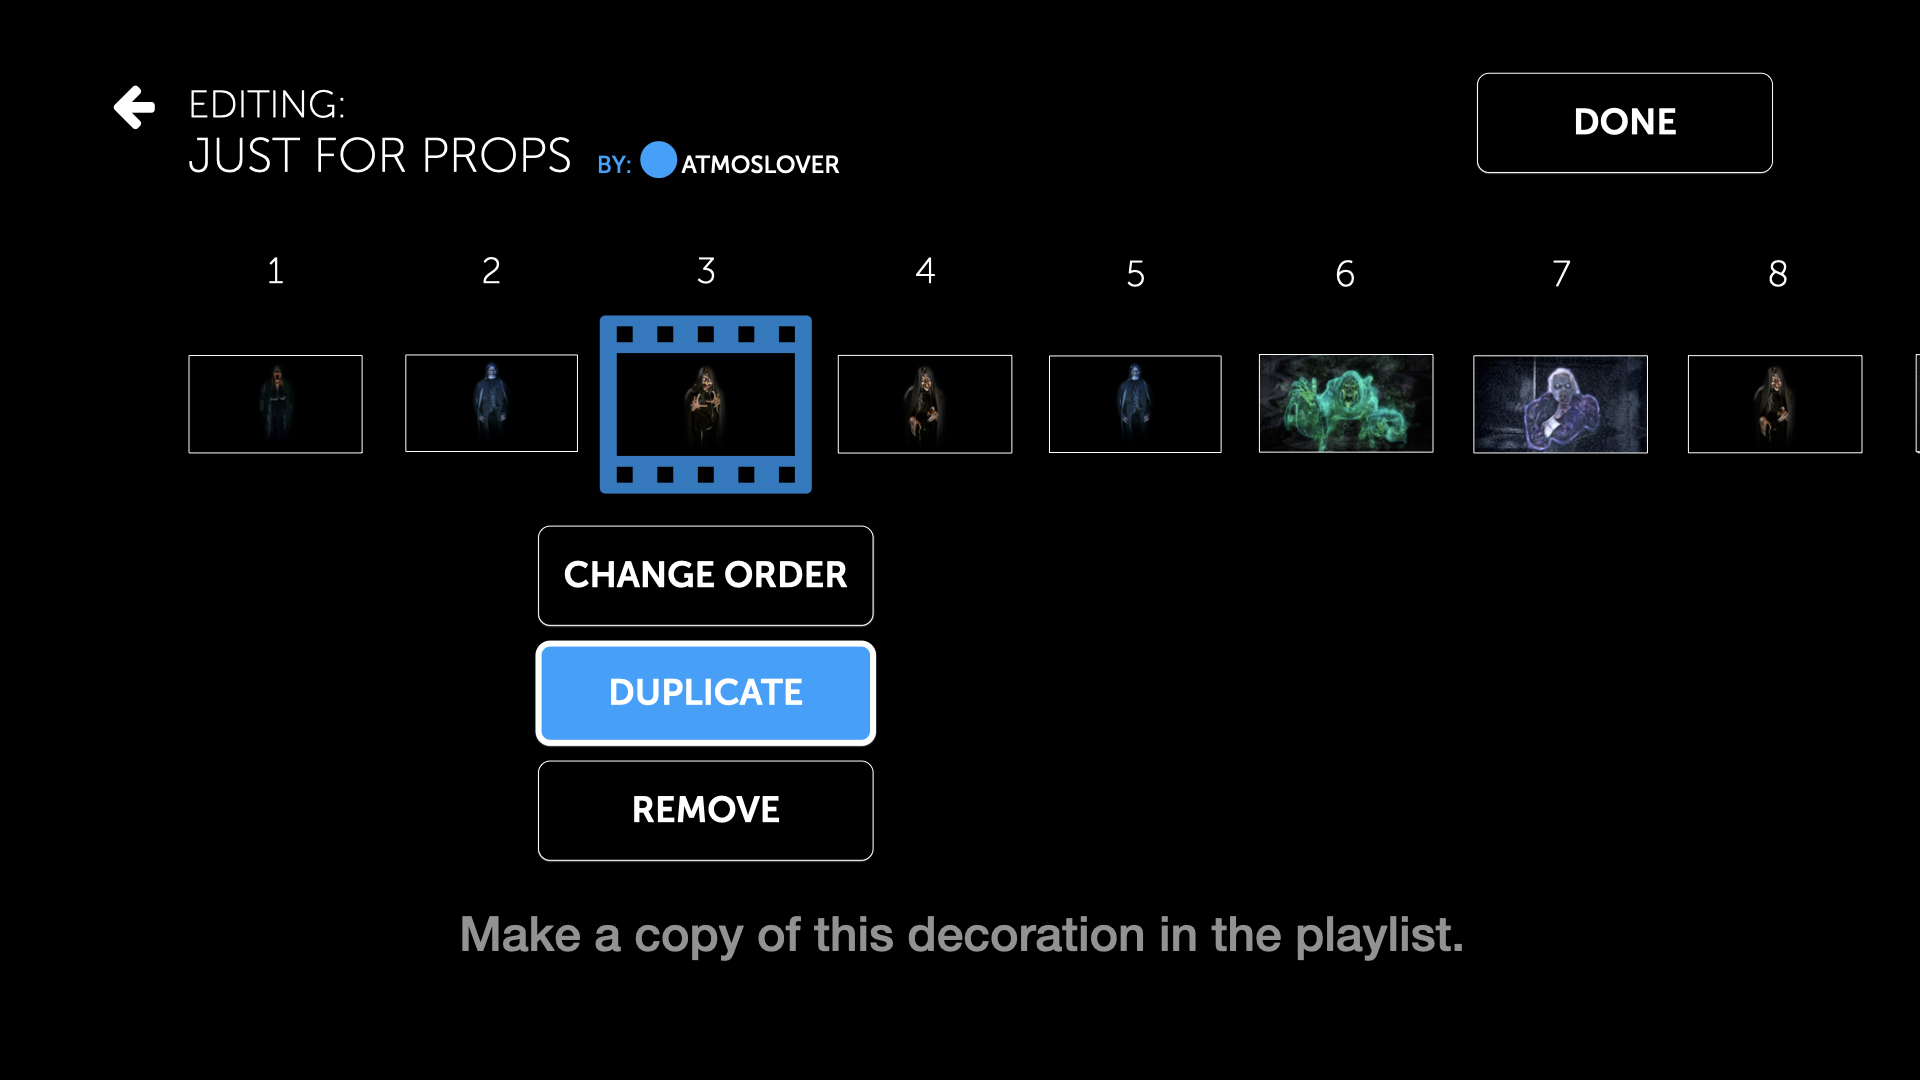 EDITING:
JUST FOR PROPS BY: ATMOSLOVER
DONE
1 2 3 4 5 6 7 8
CHANGE ORDER
DUPLICATE
REMOVE
Make a copy of this decoration in the playlist.